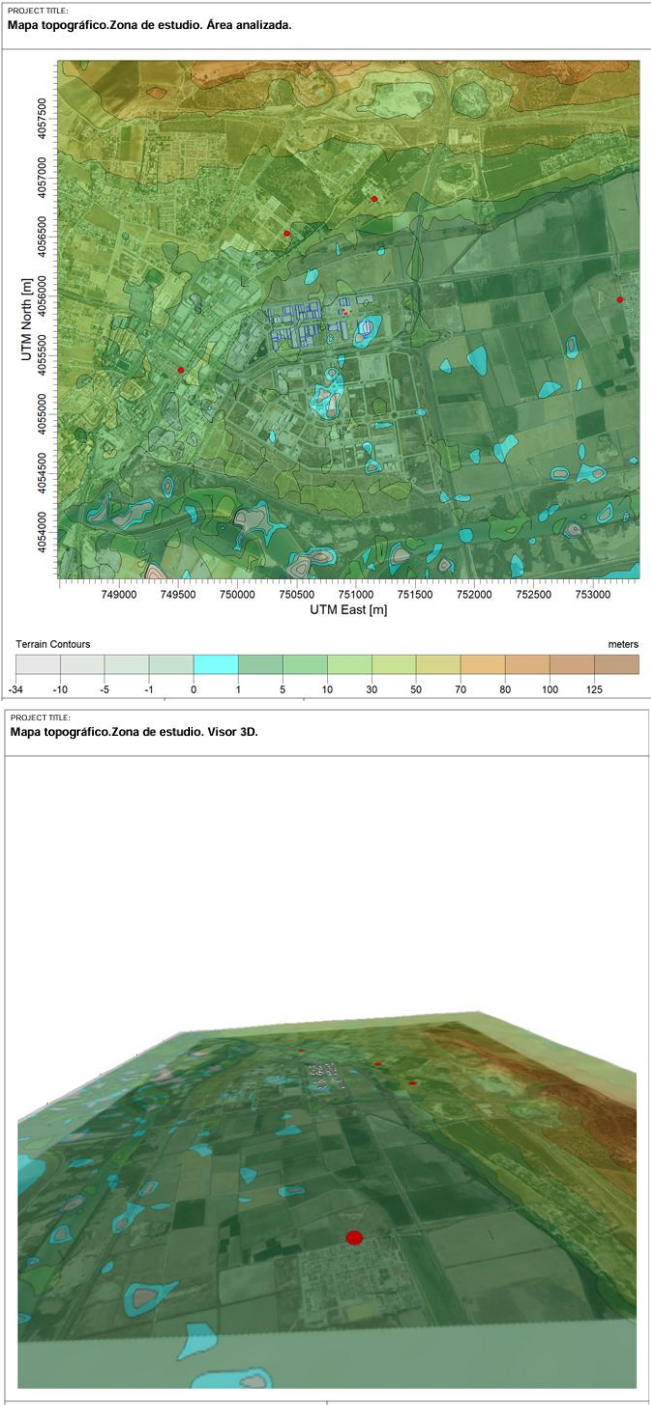 PROJECT TITLE:
Mapa topográfico.Zona de estudio. Área analizada.
UTM North [m]
4057500
4057000
4056500
4056000
4055500
4055000
4054500
4054000
749000 749500 750000 750500 751000 751500 752000 752500 753000
UTM East [m]
Terrain Contours meters
-34 -10 -5 -1 0 1 5 10 30 50 70 80 100 125
PROJECT TITLE:
Mapa topográfico.Zona de estudio. Visor 3D.